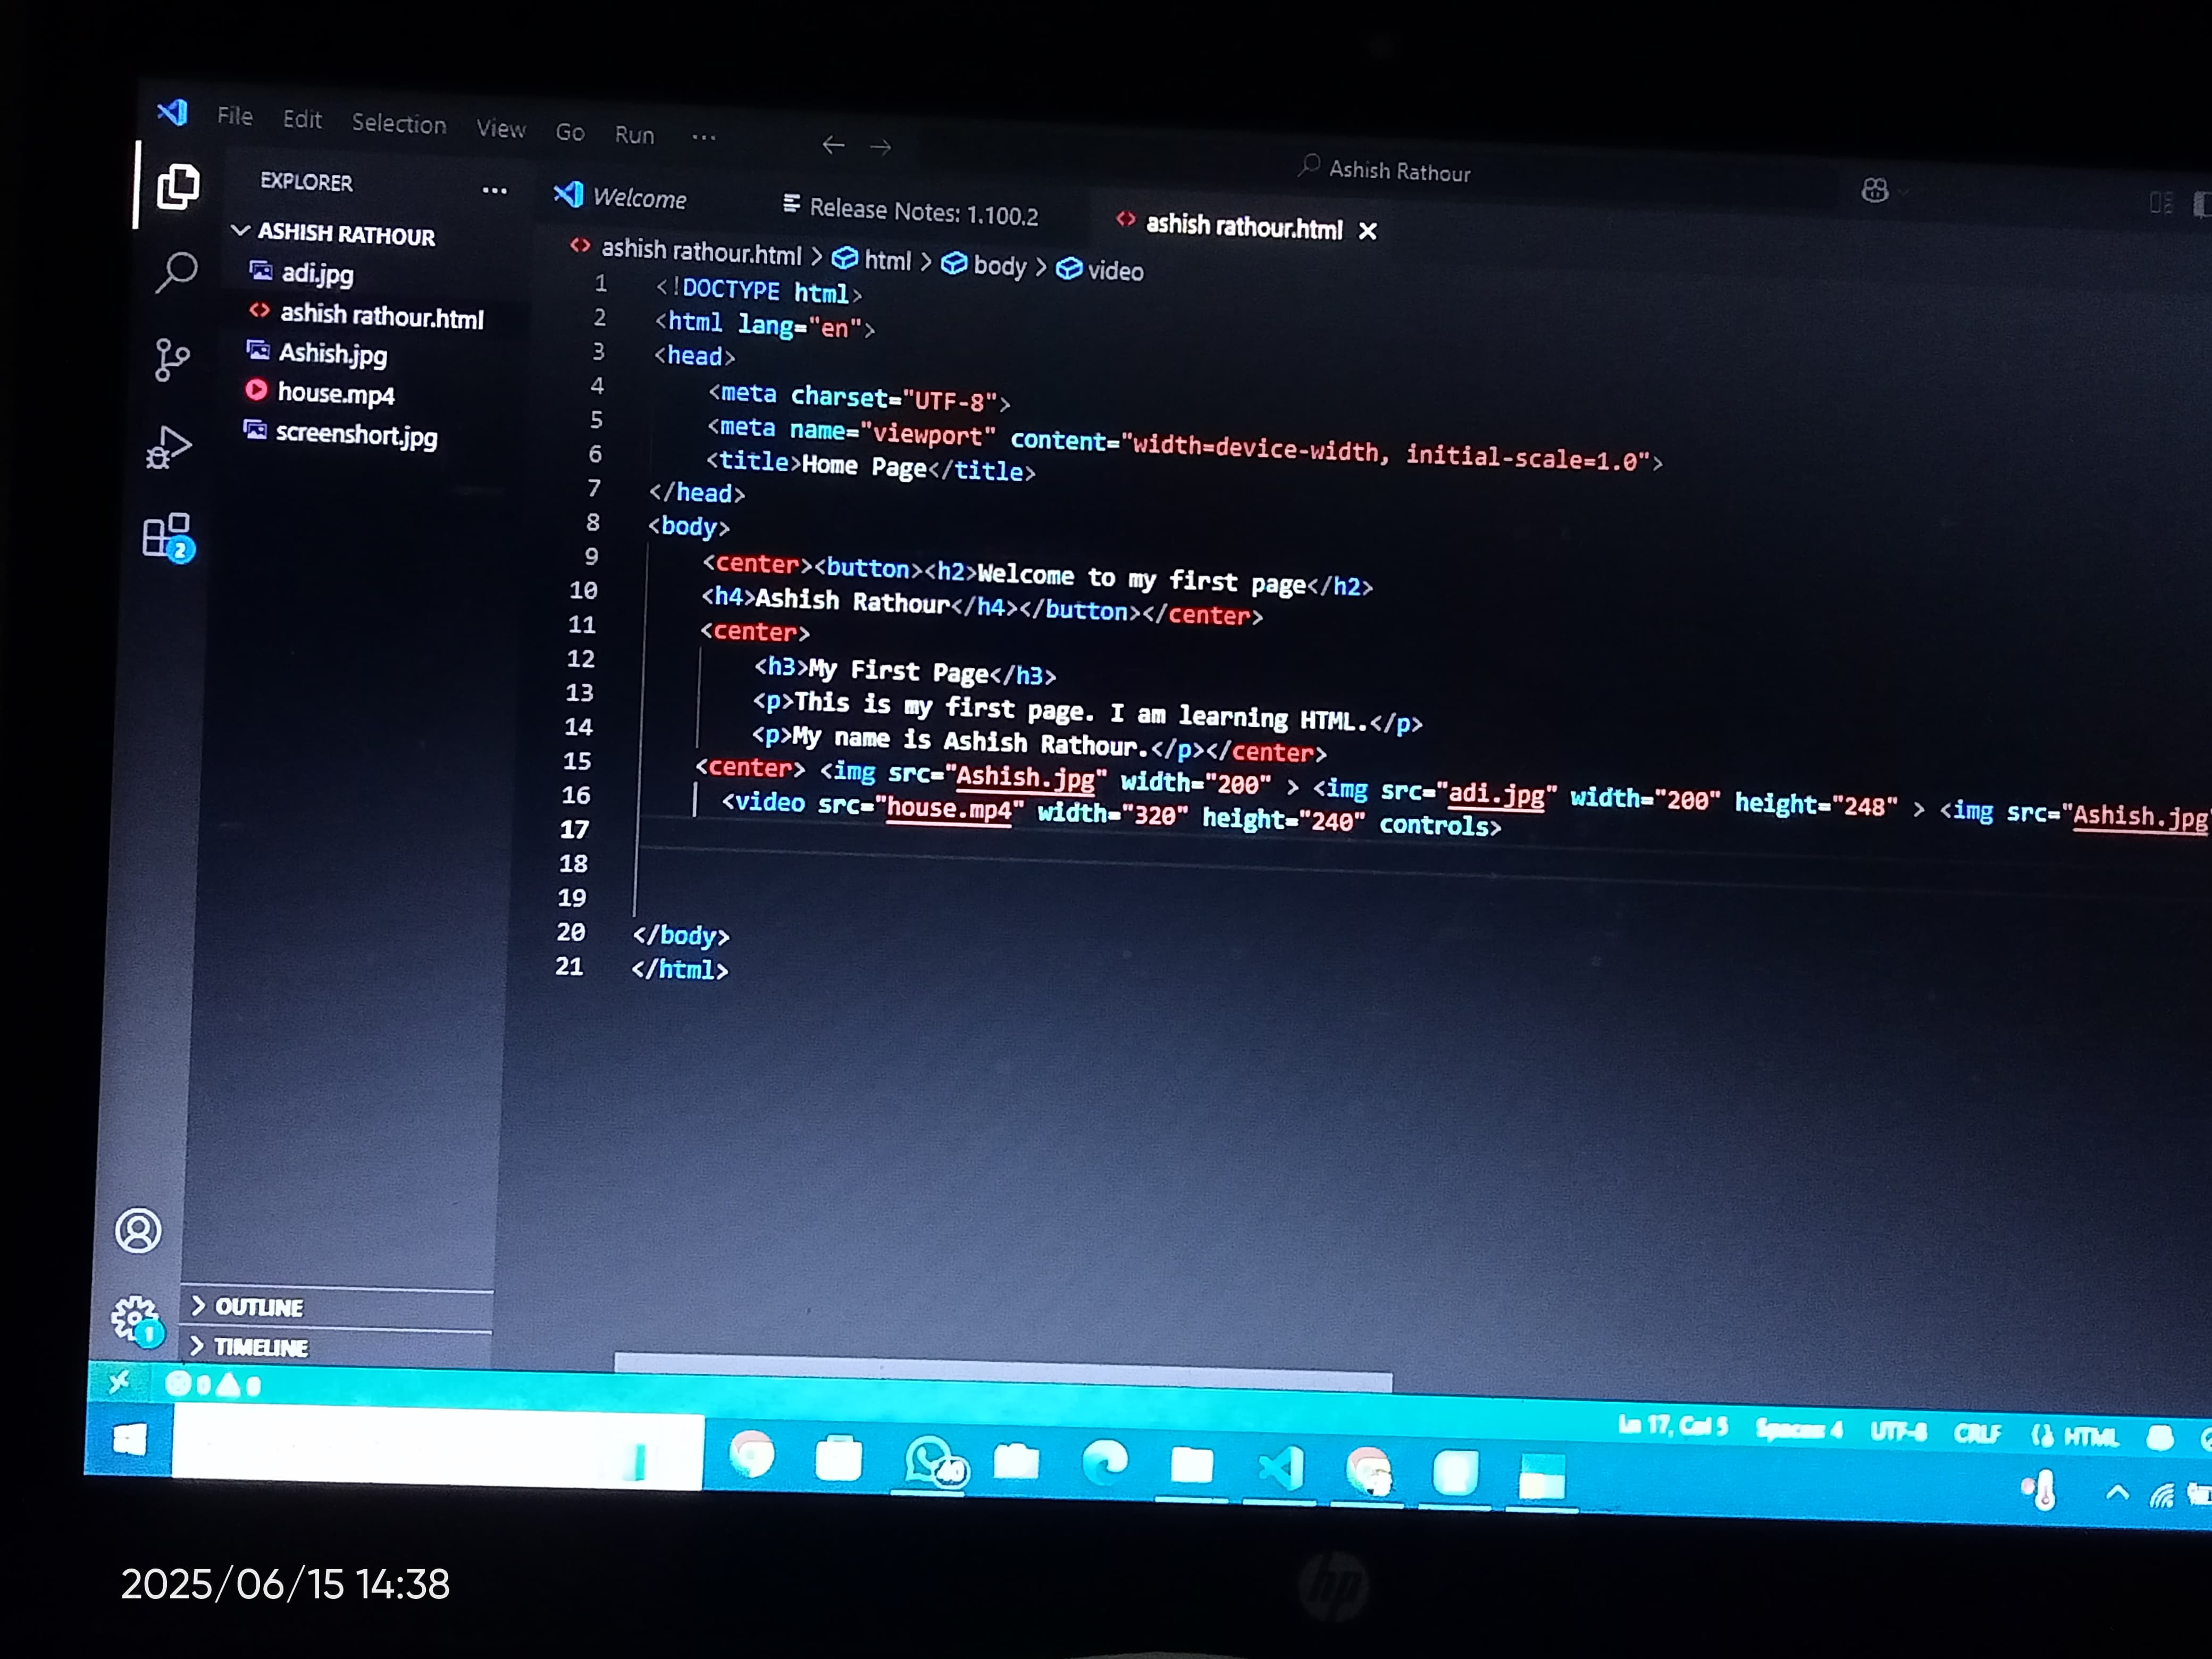 File Edit Selection View Go Run ...
Ashish Rathour
EXPLORER ...
ASHISH RATHOUR
adi.jpg
ashish rathour.html
Ashish.jpg
house.mp4
screenshort.jpg
2
Welcome
Release Notes: 1.100.2
ashish rathour.html
ashish rathour.html > html > body > video
1 <!DOCTYPE html>
2 <html lang="en">
3 <head>
4 <meta charset="UTF-8">
5 <meta name="viewport" content="width=device-width, initial-scale=1.0">
6 <title>Home Page</title>
7 </head>
8 <body>
9 <center><button><h2>Welcome to my first page</h2>
10 <h4>Ashish Rathour</h4></button></center>
11 <center>
12 <h3>My First Page</h3>
13 <p>This is my first page. I am learning HTML.</p>
14 <p>My name is Ashish Rathour.</p></center>
15 <center> <img src="Ashish.jpg" width="200" > <img src="adi.jpg" width="200" height="248" > <img src="Ashish.jpg"
16 <video src="house.mp4" width="320" height="240" controls>
17
18
19
20 </body>
21 </html>
OUTLINE
1
TIMELINE
0 0
Ln 17, Col 5 Spaces: 4 UTF-8 CRLF HTML
40
hp
2025/06/15 14:38